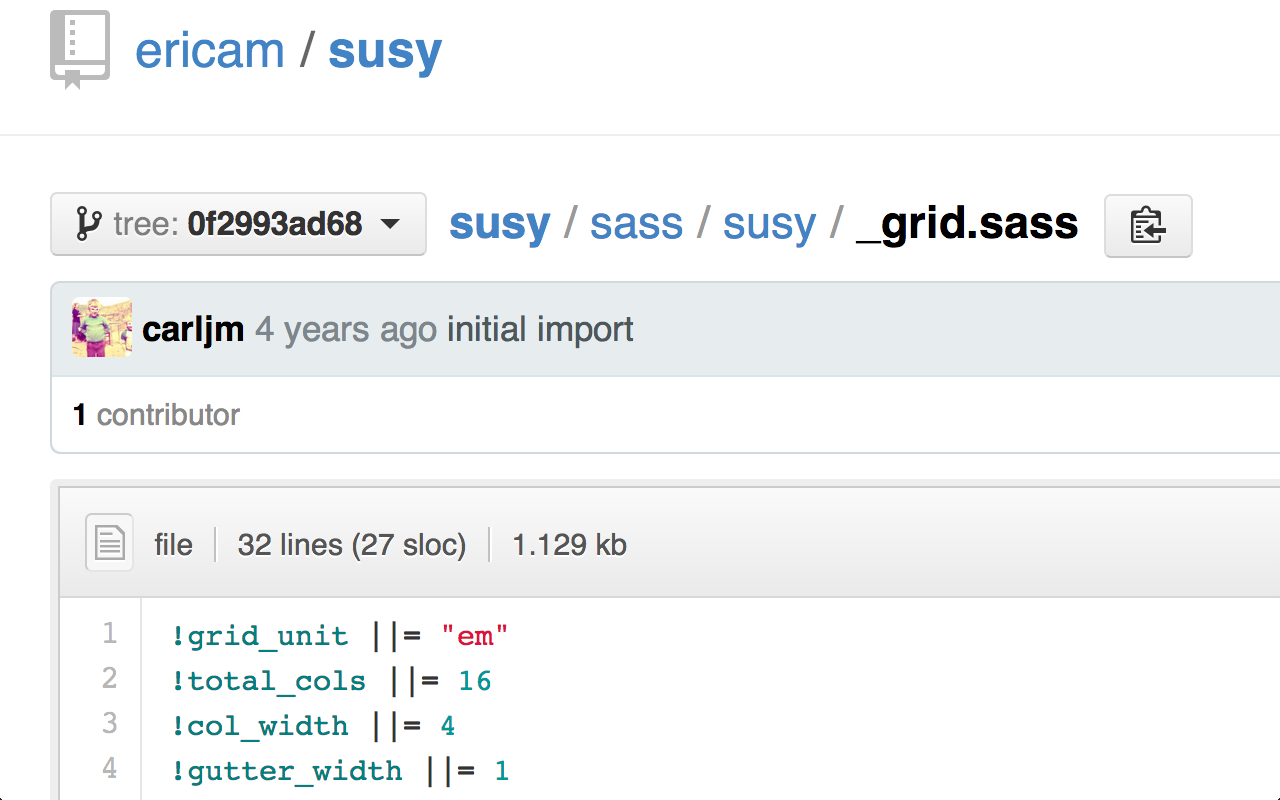 ericam / susy
tree: 0f2993ad68 susy / sass / susy / _grid.sass
carljm 4 years ago initial import
1 contributor
file 32 lines (27 sloc) 1.129 kb
1 !grid_unit ||= "em"
2 !total_cols ||= 16
3 !col_width ||= 4
4 !gutter_width ||= 1